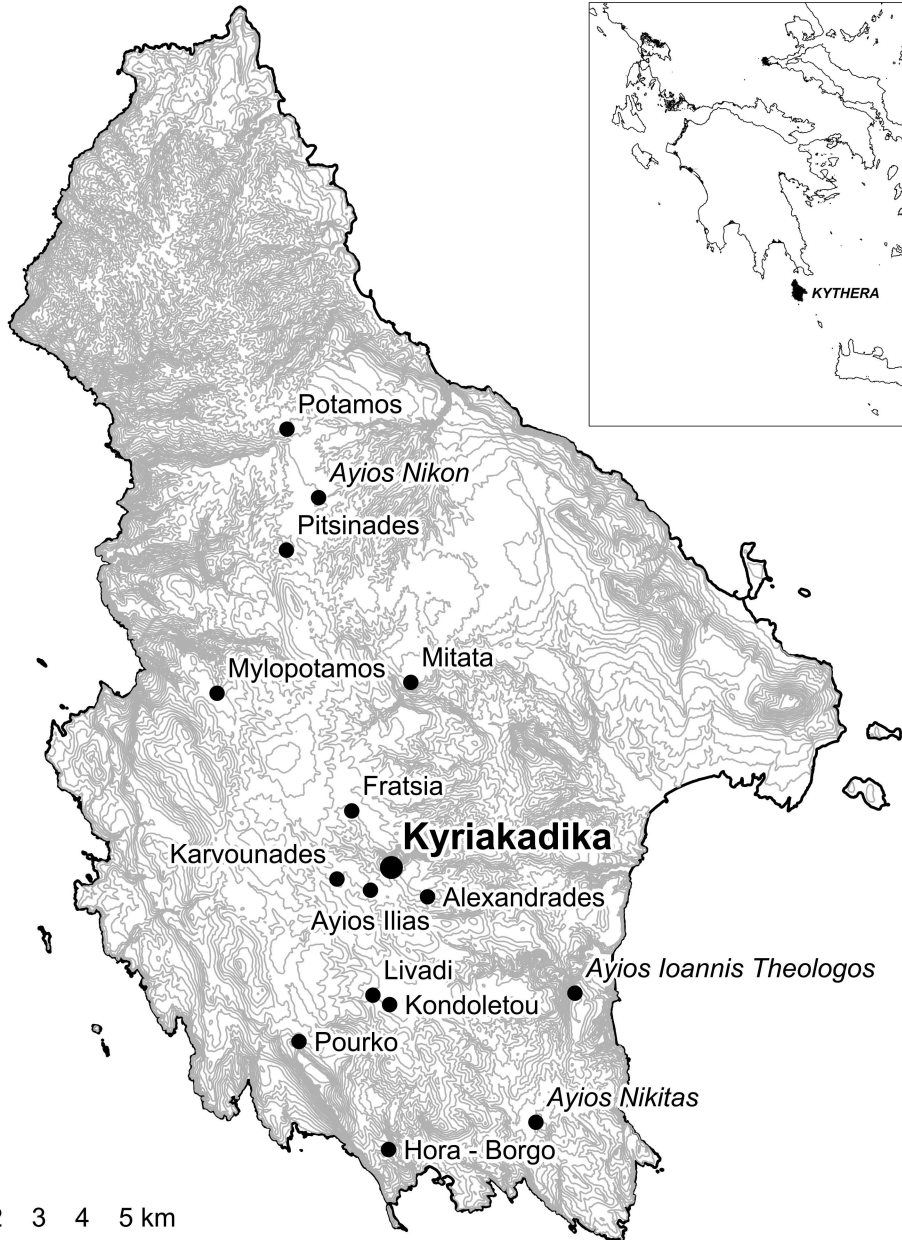 KYTHERA
Potamos
Ayios Nikon
Pitsinades
Mylopotamos
Mitata
Fratsia
Kyriakadika
Karvounades
Alexandrades
Ayios Ilias
Ayios Ioannis Theologos
Livadi
Kondoletou
Pourko
Ayios Nikitas
Hora - Borgo
2 3 4 5 km